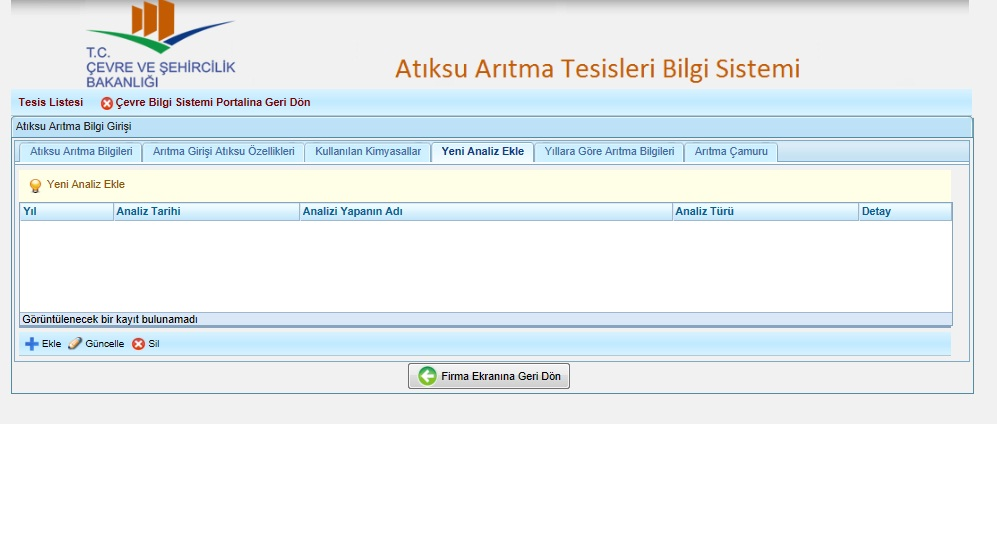 T.C.
ÇEVRE VE ŞEHİRCİLİK
BAKANLIĞI
Atıksu Arıtma Tesisleri Bilgi Sistemi
Tesis Listesi Çevre Bilgi Sistemi Portalina Geri Dön
Atıksu Arıtma Bilgi Girişi
Atıksu Arıtma Bilgileri Arıtma Girişi Atıksu Özellikleri Kullanılan Kimyasallar Yeni Analiz Ekle Yıllara Göre Arıtma Bilgileri Arıtma Çamuru
Yeni Analiz Ekle
Yıl Analiz Tarihi Analizi Yapanın Adı Analiz Türü Detay
Görüntülenecek bir kayıt bulunamadı
Ekle Güncelle Sil
Firma Ekranına Geri Dön